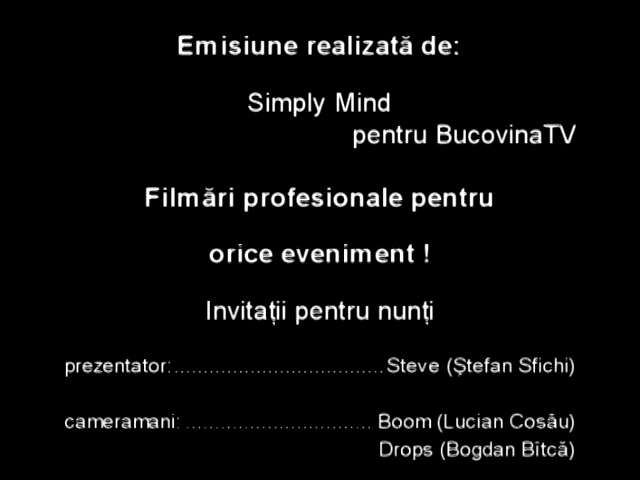 Emisiune realizată de:
Simply Mind
pentru BucovinaTV
Filmări profesionale pentru
orice eveniment !
Invitații pentru nunți
prezentator:....................................Steve (Ștefan Sfichi)
cameramani: ................................ Boom (Lucian Cosău)
Drops (Bogdan Bîtcă)